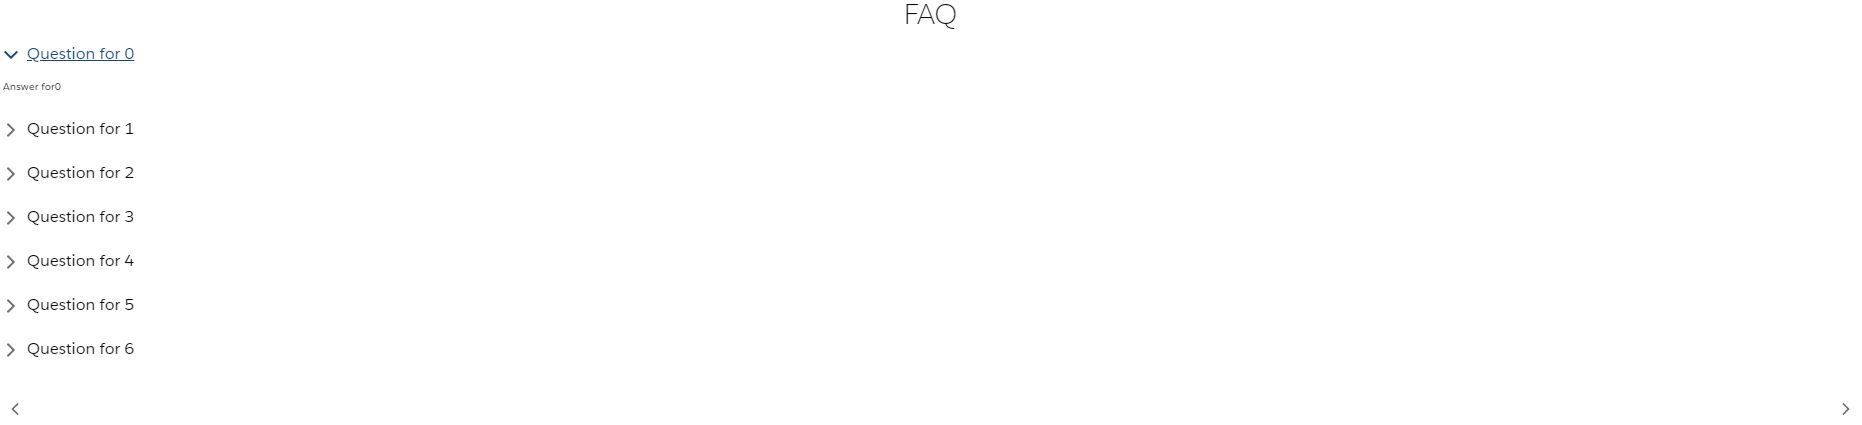 FAQ
Question for 0
Answer for0
Question for 1
Question for 2
Question for 3
Question for 4
Question for 5
Question for 6